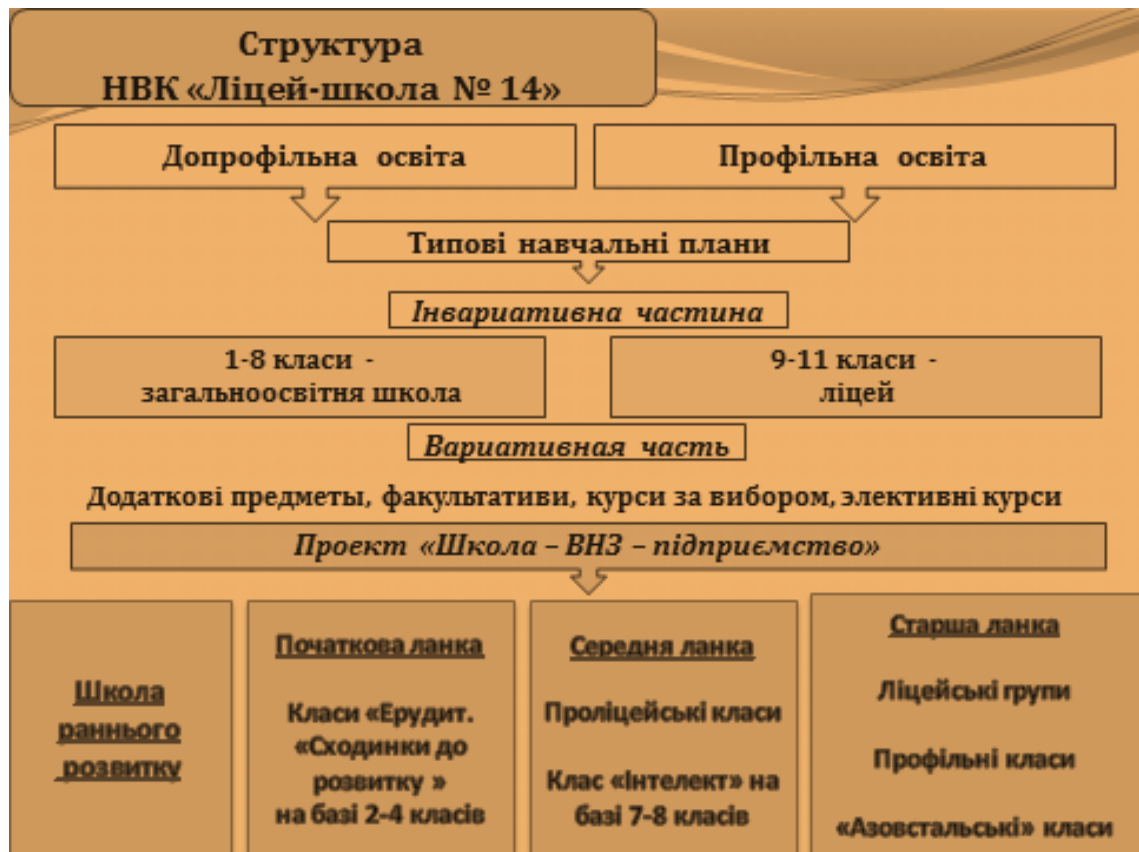 Структура
НВК «Ліцей-школа № 14»
Допрофільна освіта
Профільна освіта
Типові навчальні плани
Інвариативна частина
1-8 класи -
загальноосвітня школа
9-11 класи -
ліцей
Вариативная часть
Додаткові предметы, факультативи, курси за вибором, элективні курси
Проект «Школа – ВНЗ – підприємство»
Школа
раннього
розвитку
Початкова ланка
Класи «Ерудит.
«Сходинки до
розвитку »
на базі 2-4 класів
Середня ланка
Проліцейські класи
Клас «Інтелект» на
базі 7-8 класів
Старша ланка
Ліцейські групи
Профільні класи
«Азовстальські» класи